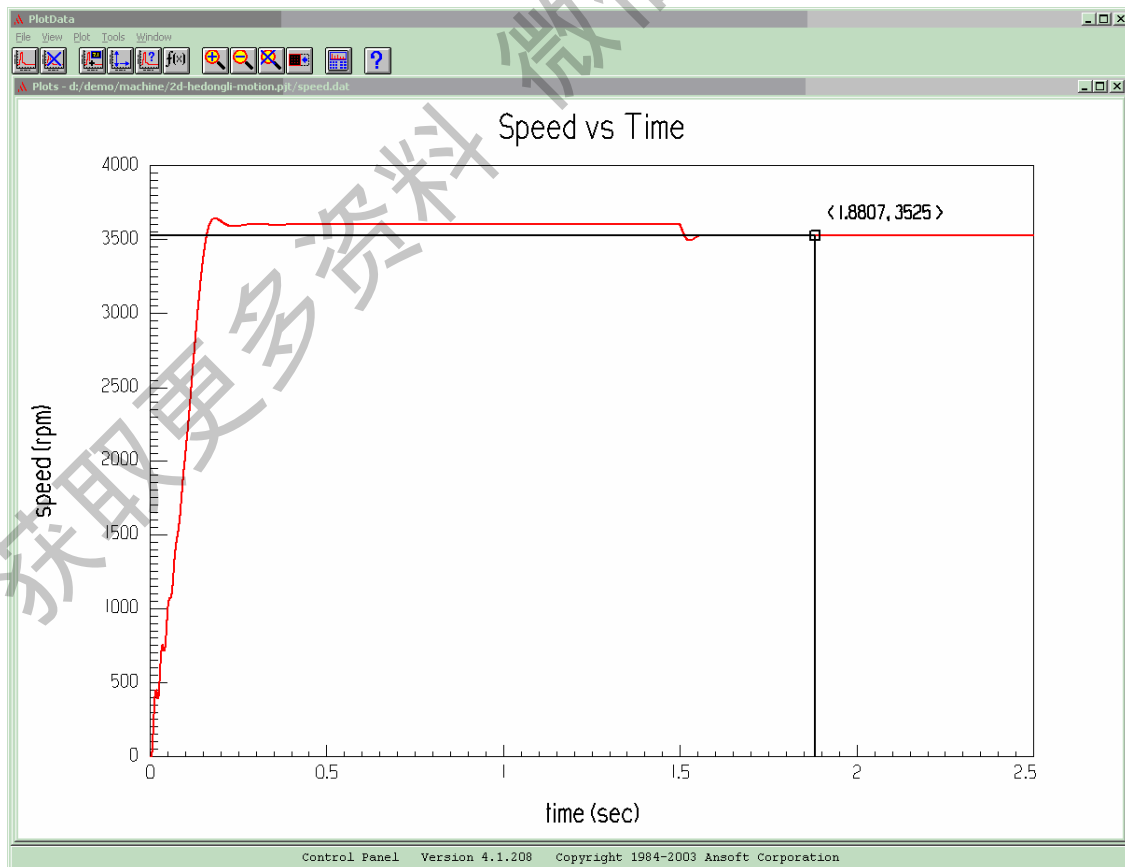 PlotData
File View Plot Tools Window
f(x)
?
Plots - d:/demo/machine/2d-hedongli-motion.pjt/speed.dat
Speed vs Time
4000
3500
3000
2500
2000
1500
1000
500
0
speed (rpm)
<1.8807, 3525>
0 0.5 1 1.5 2 2.5
time (sec)
Control Panel Version 4.1.208 Copyright 1984-2003 Ansoft Corporation
获取更多资料 微